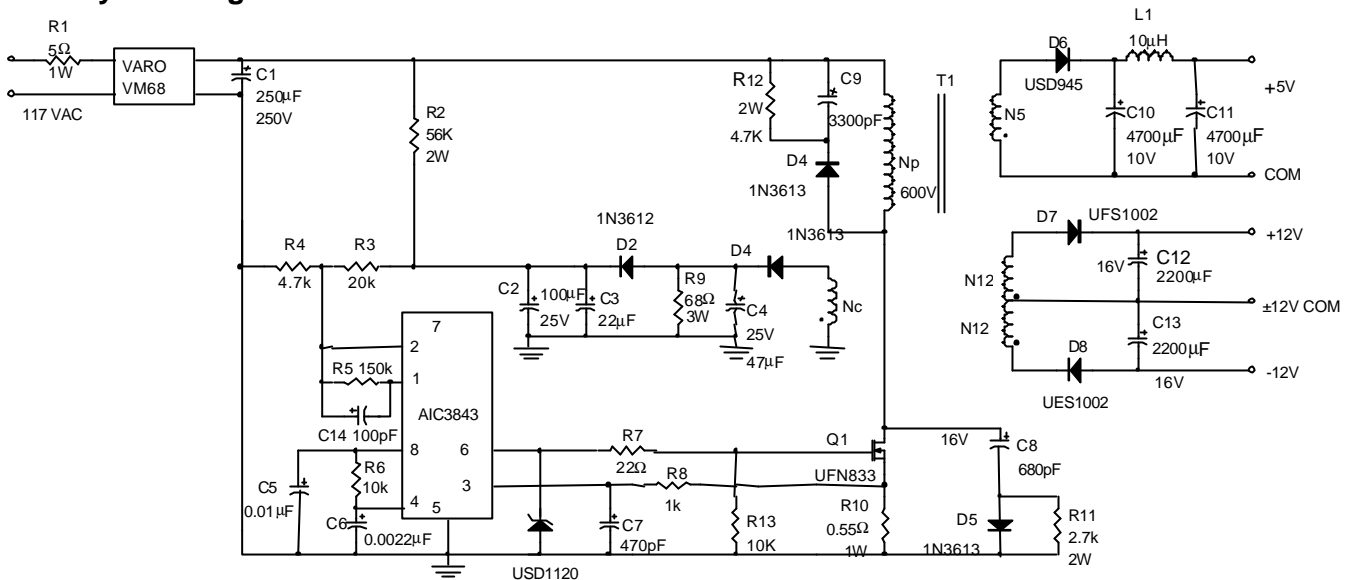 R1
5Ω
1W
117 VAC
VARO
VM68
C1
250µF
250V
R2
56K
2W
R12
2W
4.7K
C9
3300pF
D4
1N3613
Np
600V
T1
N5
D6
USD945
L1
10µH
C10
4700µF
10V
C11
4700µF
10V
+5V
COM
D7
UFS1002
N12
N12
16V
C12
2200µF
C13
2200µF
16V
D8
UES1002
+12V
±12V COM
-12V
R4
4.7k
R3
20k
1N3612
D2
C2
100µF
25V
C3
22µF
R9
68Ω
3W
D4
1N3613
C4
25V
47µF
Nc
7
2
1
8
4
5
6
3
AIC3843
R5 150k
C14 100pF
R6
10k
C5
0.01µF
C6
0.0022µF
USD1120
R7
22Ω
R8
1k
C7
470pF
R13
10K
Q1
UFN833
R10
0.55Ω
1W
16V
C8
680pF
D5
1N3613
R11
2.7k
2W